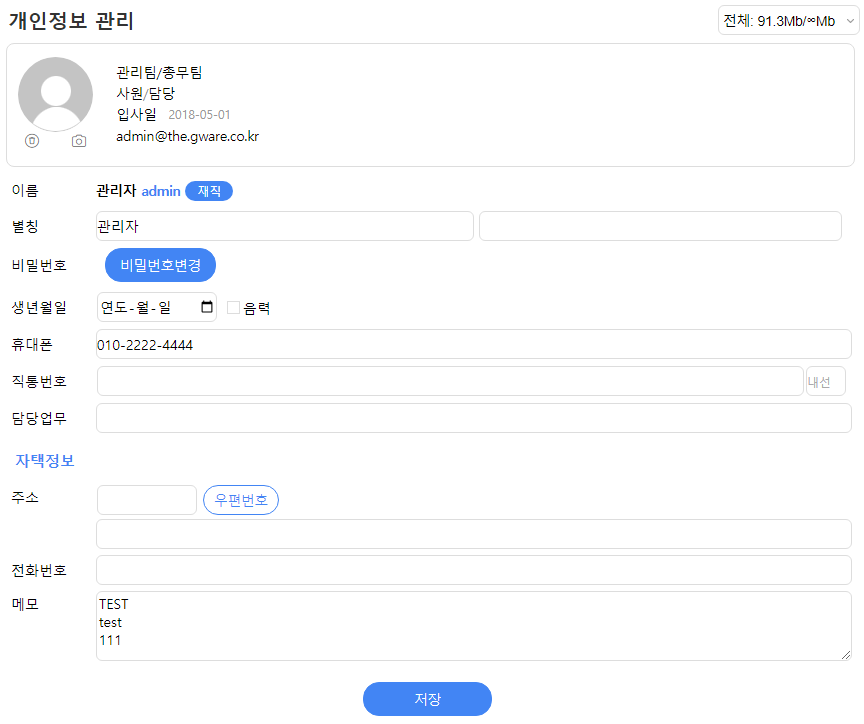 개인정보 관리
전체: 91.3Mb/∞Mb
관리팀/총무팀
사원/담당
입사일 2018-05-01
admin@the.gware.co.kr
이름 관리자 admin 재직
별칭 관리자
비밀번호 비밀번호변경
생년월일 연도-월-일 음력
휴대폰 010-2222-4444
직통번호 내선
담당업무
자택정보
주소 우편번호
전화번호
메모 TEST
test
111
저장